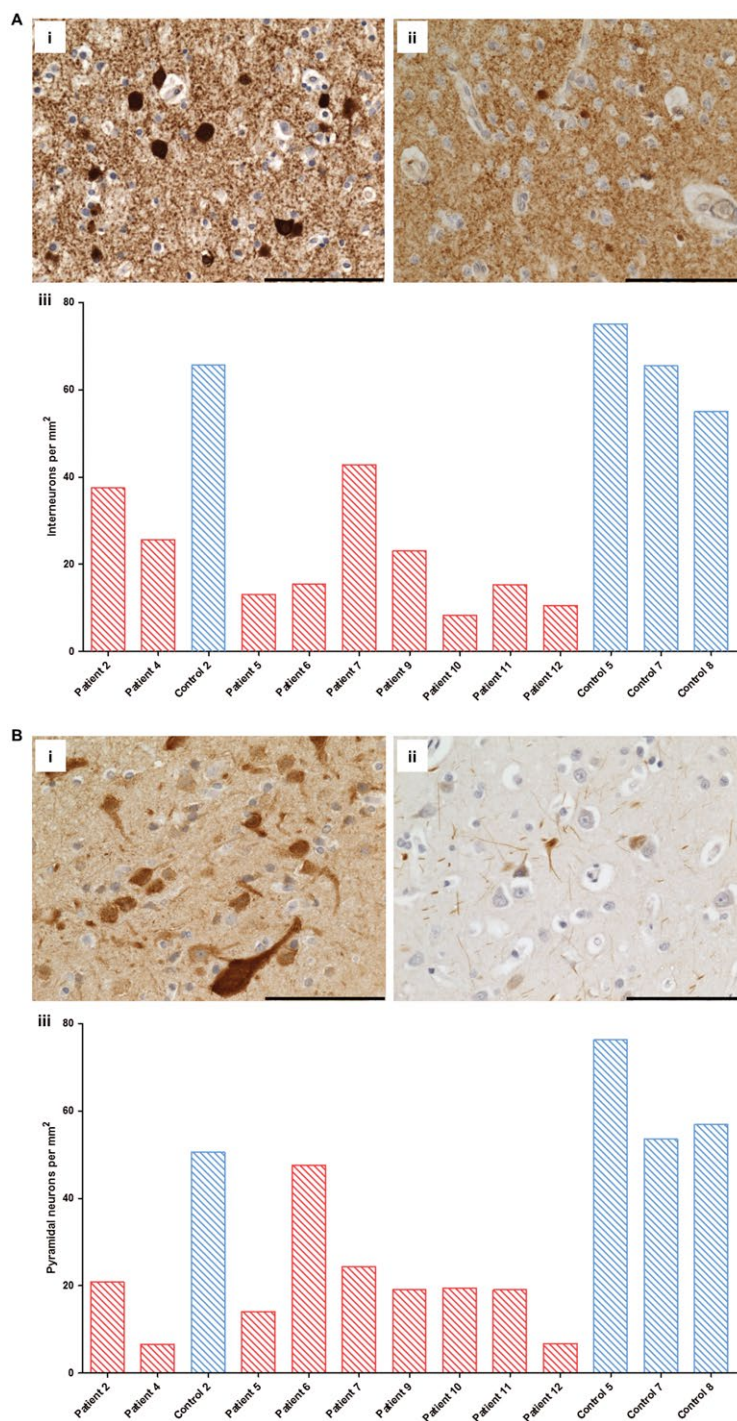 A
i
ii
iii
80
60
40
20
0
Interneurons per mm²
Patient 2
Patient 4
Control 2
Patient 5
Patient 6
Patient 7
Patient 9
Patient 10
Patient 11
Patient 12
Control 5
Control 7
Control 8
B
i
ii
iii
80
60
40
20
0
Pyramidal neurons per mm²
Patient 2
Patient 4
Control 2
Patient 5
Patient 6
Patient 7
Patient 9
Patient 10
Patient 11
Patient 12
Control 5
Control 7
Control 8